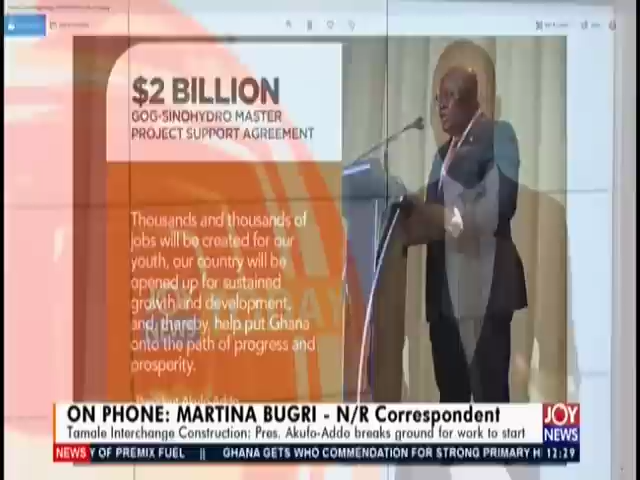 $2 BILLION
GOG-SINOHYDRO MASTER
PROJECT SUPPORT AGREEMENT
Thousands and thousands of
jobs will be created for our
youth, our country will be
opened up for sustained
growth and development,
and, thereby, help put Ghana
onto the path of progress and
prosperity.
ON PHONE: MARTINA BUGRI - N/R Correspondent
Tamale Interchange Construction: Pres. Akufo-Addo breaks ground for work to start
JOY
NEWS
NEWS Y OF PREMIX FUEL || GHANA GETS WHO COMMENDATION FOR STRONG PRIMARY H 12:29